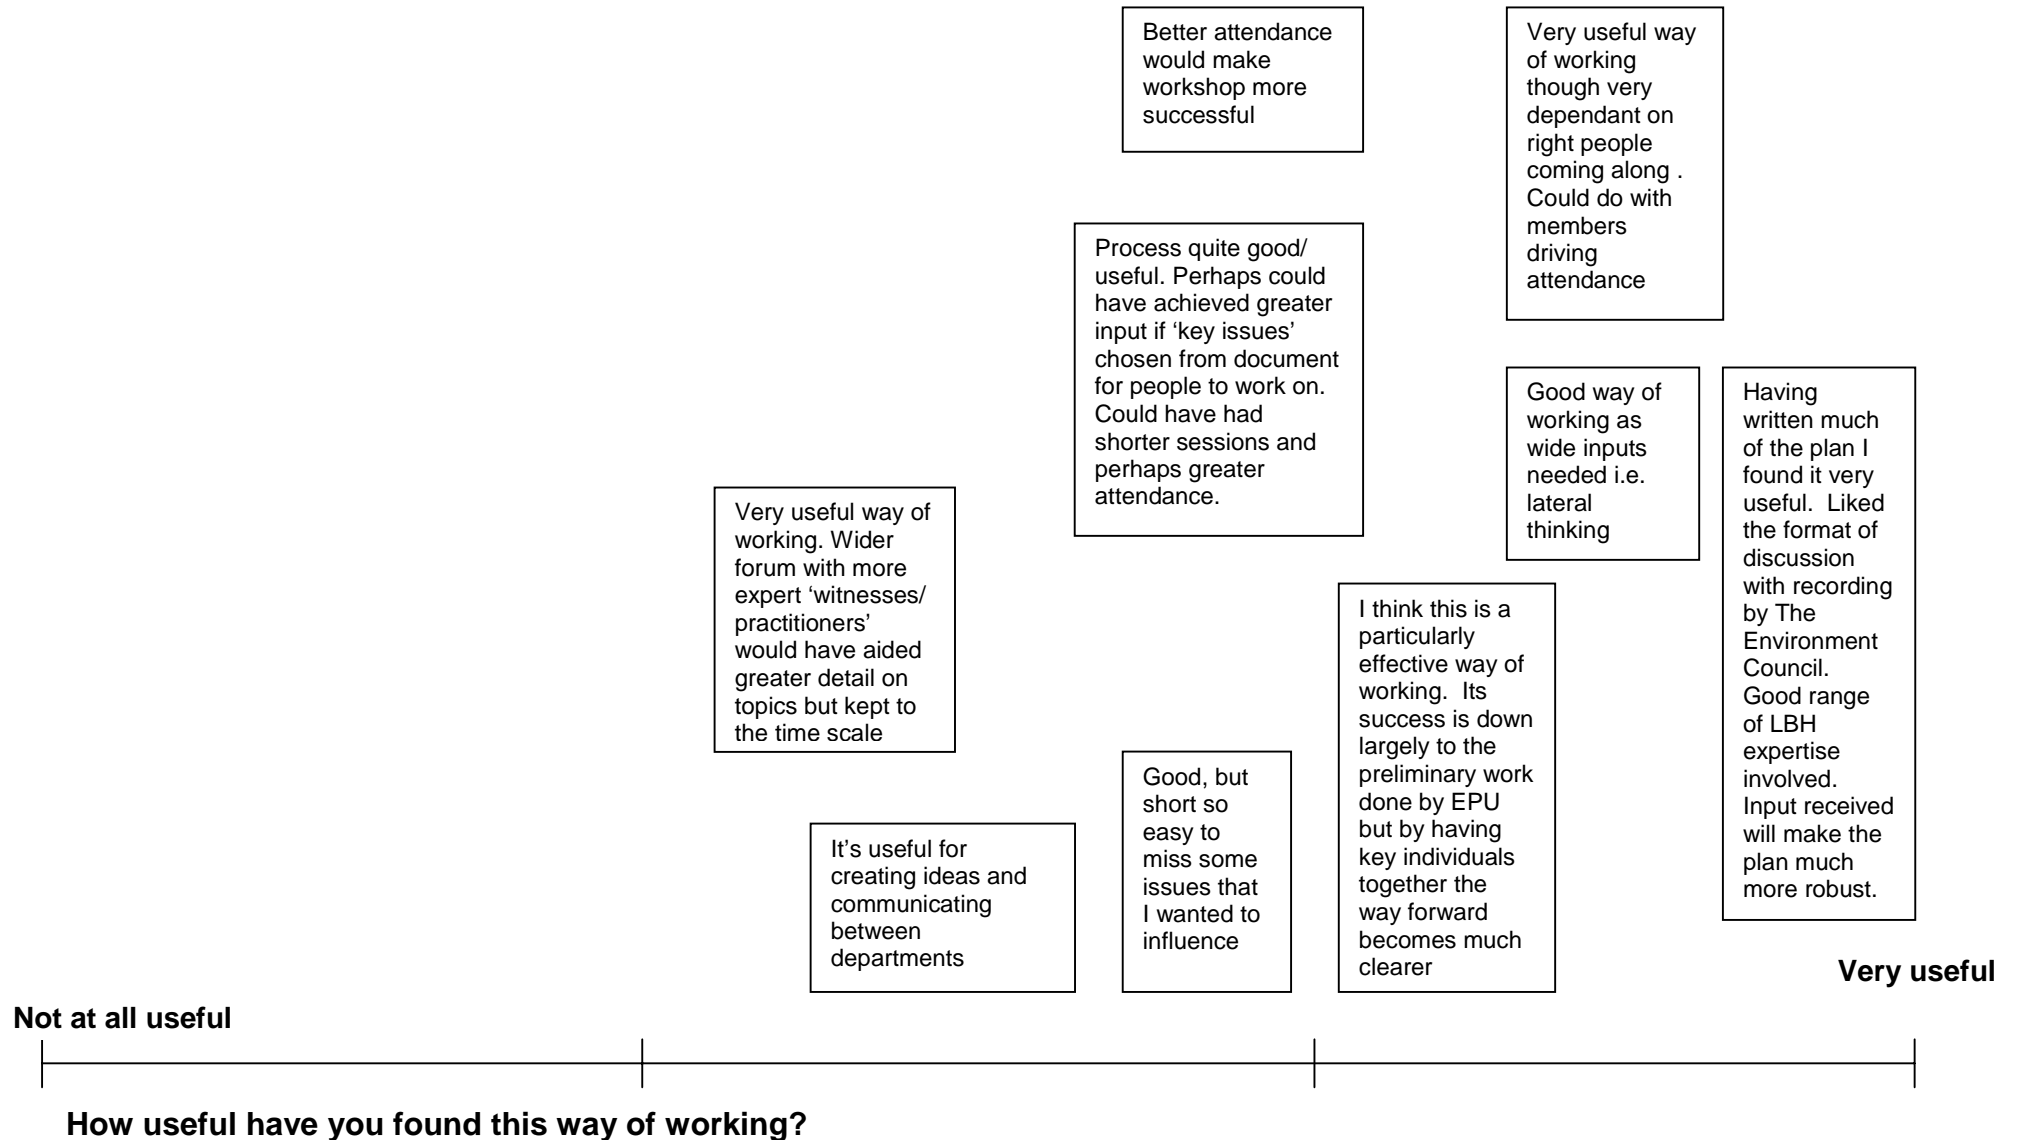 Better attendance
would make
workshop more
successful
Very useful way
of working
though very
dependant on
right people
coming along .
Could do with
members
driving
attendance
Process quite good/
useful. Perhaps could
have achieved greater
input if ‘key issues’
chosen from document
for people to work on.
Could have had
shorter sessions and
perhaps greater
attendance.
Good way of
working as
wide inputs
needed i.e.
lateral
thinking
Having
written much
of the plan I
found it very
useful.  Liked
the format of
discussion
with recording
by The
Environment
Council.
Good range
of LBH
expertise
involved.
Input received
will make the
plan much
more robust.
Very useful way of
working. Wider
forum with more
expert ‘witnesses/
practitioners’
would have aided
greater detail on
topics but kept to
the time scale
I think this is a
particularly
effective way of
working.  Its
success is down
largely to the
preliminary work
done by EPU
but by having
key individuals
together the
way forward
becomes much
clearer
Good, but
short so
easy to
miss some
issues that
I wanted to
influence
It’s useful for
creating ideas and
communicating
between
departments
Very useful
Not at all useful
How useful have you found this way of working?